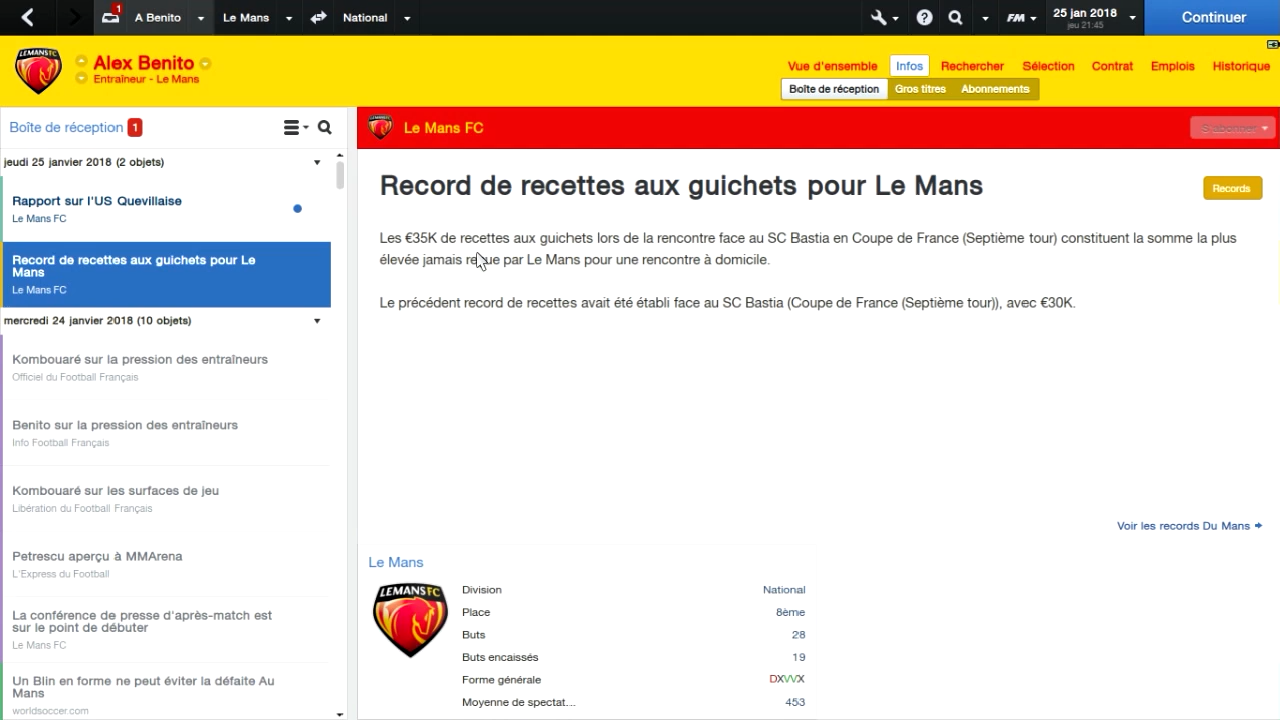 1
A Benito
Le Mans
National
FM
25 jan 2018
jeu 21:45
Continuer
LEMANS FC
Alex Benito
Entraîneur - Le Mans
Vue d'ensemble
Infos
Rechercher
Sélection
Contrat
Emplois
Historique
Boîte de réception
Gros titres
Abonnements
Boîte de réception 1
Le Mans FC
S'abonner
jeudi 25 janvier 2018 (2 objets)
Rapport sur l'US Quevillaise
Le Mans FC
Record de recettes aux guichets pour Le
Mans
Le Mans FC
mercredi 24 janvier 2018 (10 objets)
Kombouaré sur la pression des entraîneurs
Officiel du Football Français
Benito sur la pression des entraîneurs
Info Football Français
Kombouaré sur les surfaces de jeu
Libération du Football Français
Petrescu aperçu à MMArena
L'Express du Football
La conférence de presse d'après-match est
sur le point de débuter
Le Mans FC
Un Blin en forme ne peut éviter la défaite Au
Mans
worldsoccer.com
Record de recettes aux guichets pour Le Mans
Records
Les €35K de recettes aux guichets lors de la rencontre face au SC Bastia en Coupe de France (Septième tour) constituent la somme la plus
élevée jamais reçue par Le Mans pour une rencontre à domicile.
Le précédent record de recettes avait été établi face au SC Bastia (Coupe de France (Septième tour)), avec €30K.
Voir les records Du Mans
Le Mans
LEMANS FC
Division National
Place 8ème
Buts 28
Buts encaissés 19
Forme générale DXVVX
Moyenne de spectat... 453